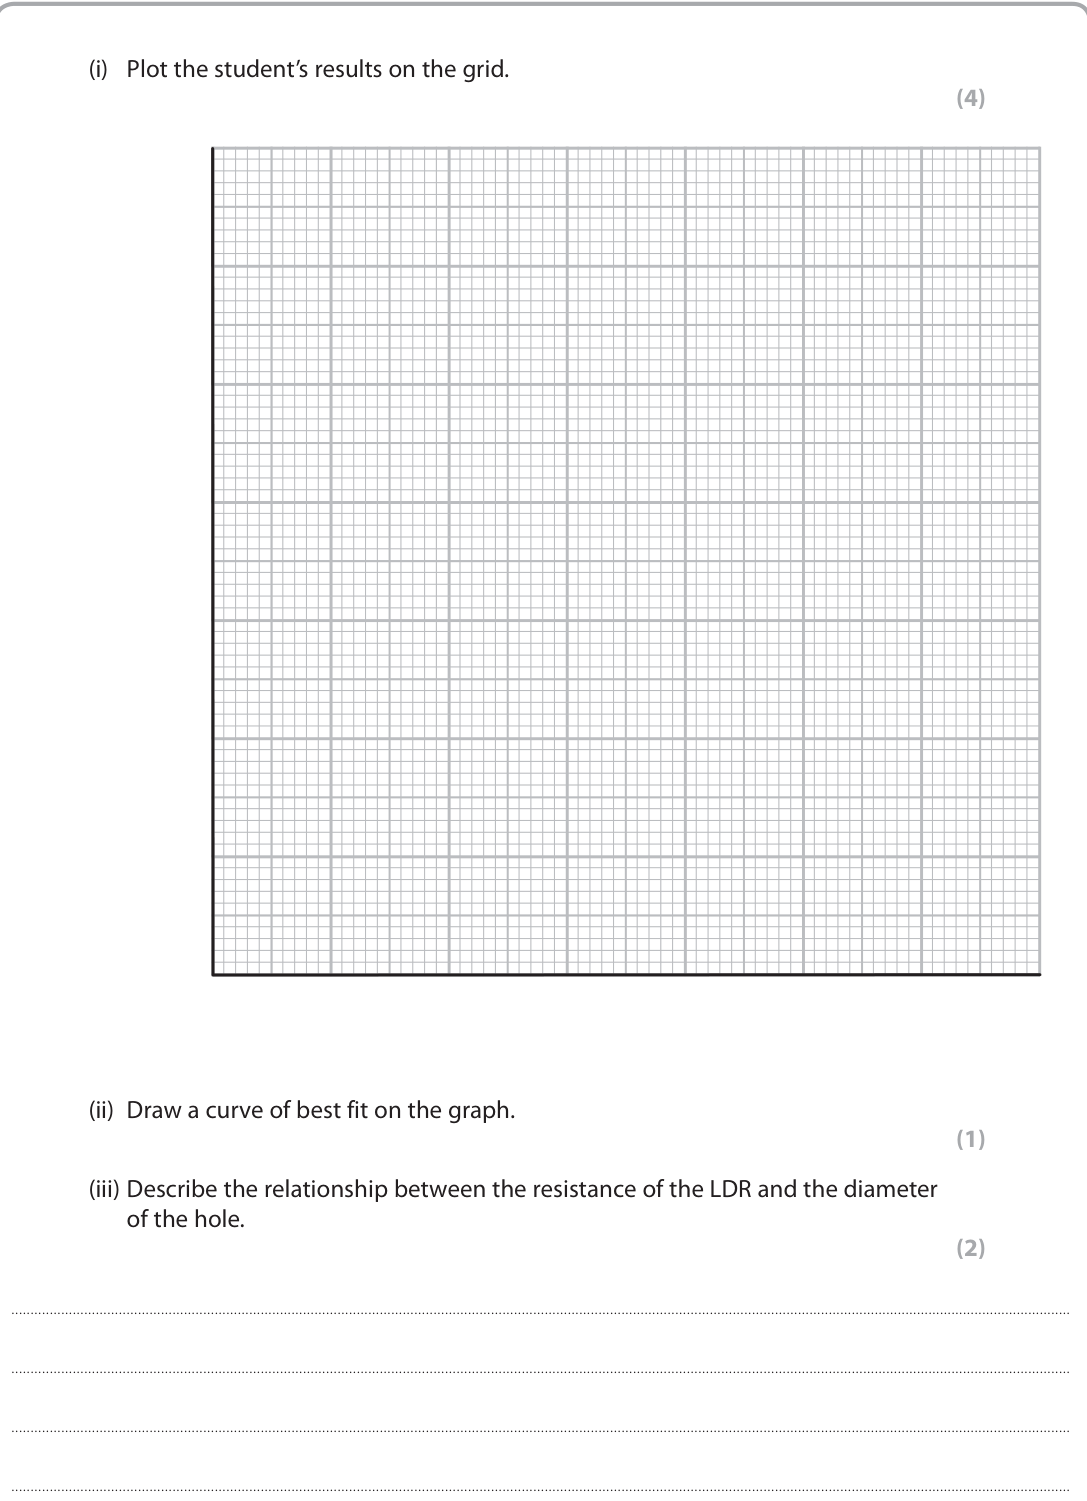 (i) Plot the student’s results on the grid.
(4)
(ii) Draw a curve of best fit on the graph.
(1)
(iii) Describe the relationship between the resistance of the LDR and the diameter
of the hole.
(2)